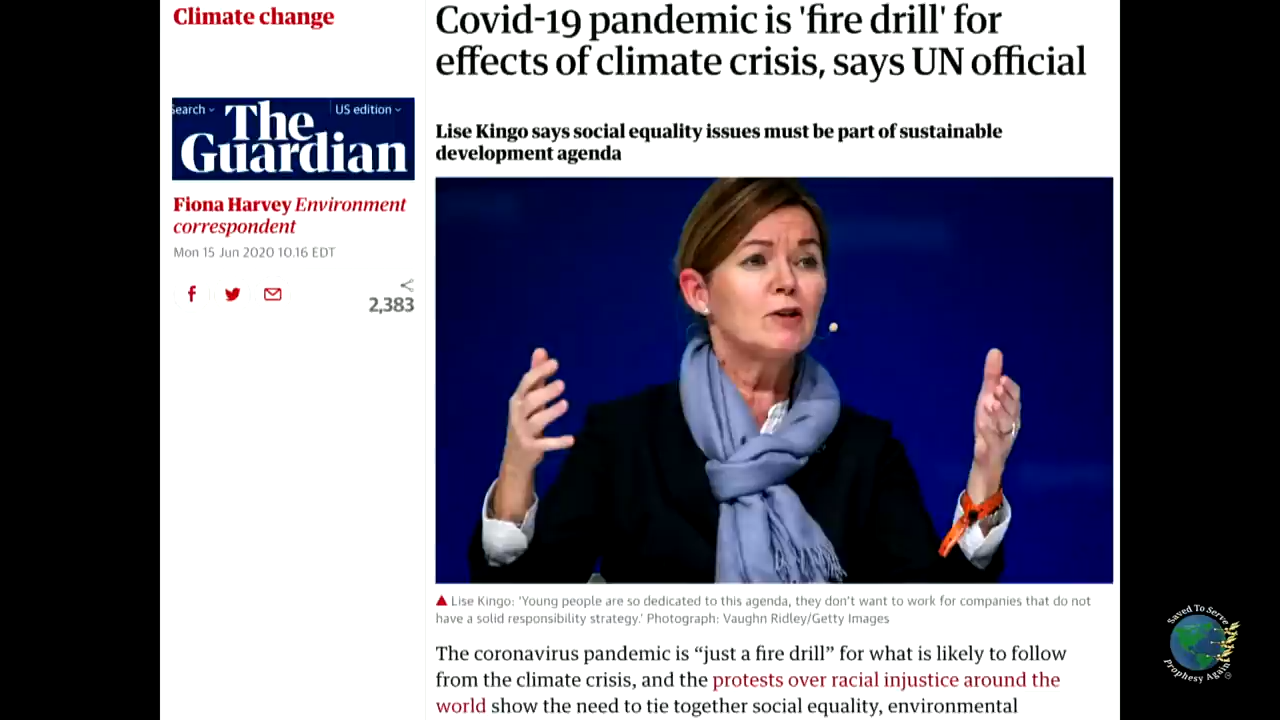 Climate change
Covid-19 pandemic is 'fire drill' for
effects of climate crisis, says UN official
Search
US edition
The
Guardian
Lise Kingo says social equality issues must be part of sustainable
development agenda
Fiona Harvey Environment
correspondent
Mon 15 Jun 2020 10.16 EDT
2,383
Lise Kingo: 'Young people are so dedicated to this agenda, they don't want to work for companies that do not
have a solid responsibility strategy.' Photograph: Vaughn Ridley/Getty Images
The coronavirus pandemic is “just a fire drill” for what is likely to follow
from the climate crisis, and the protests over racial injustice around the
world show the need to tie together social equality, environmental
Saved To Serve
Prophesy Again